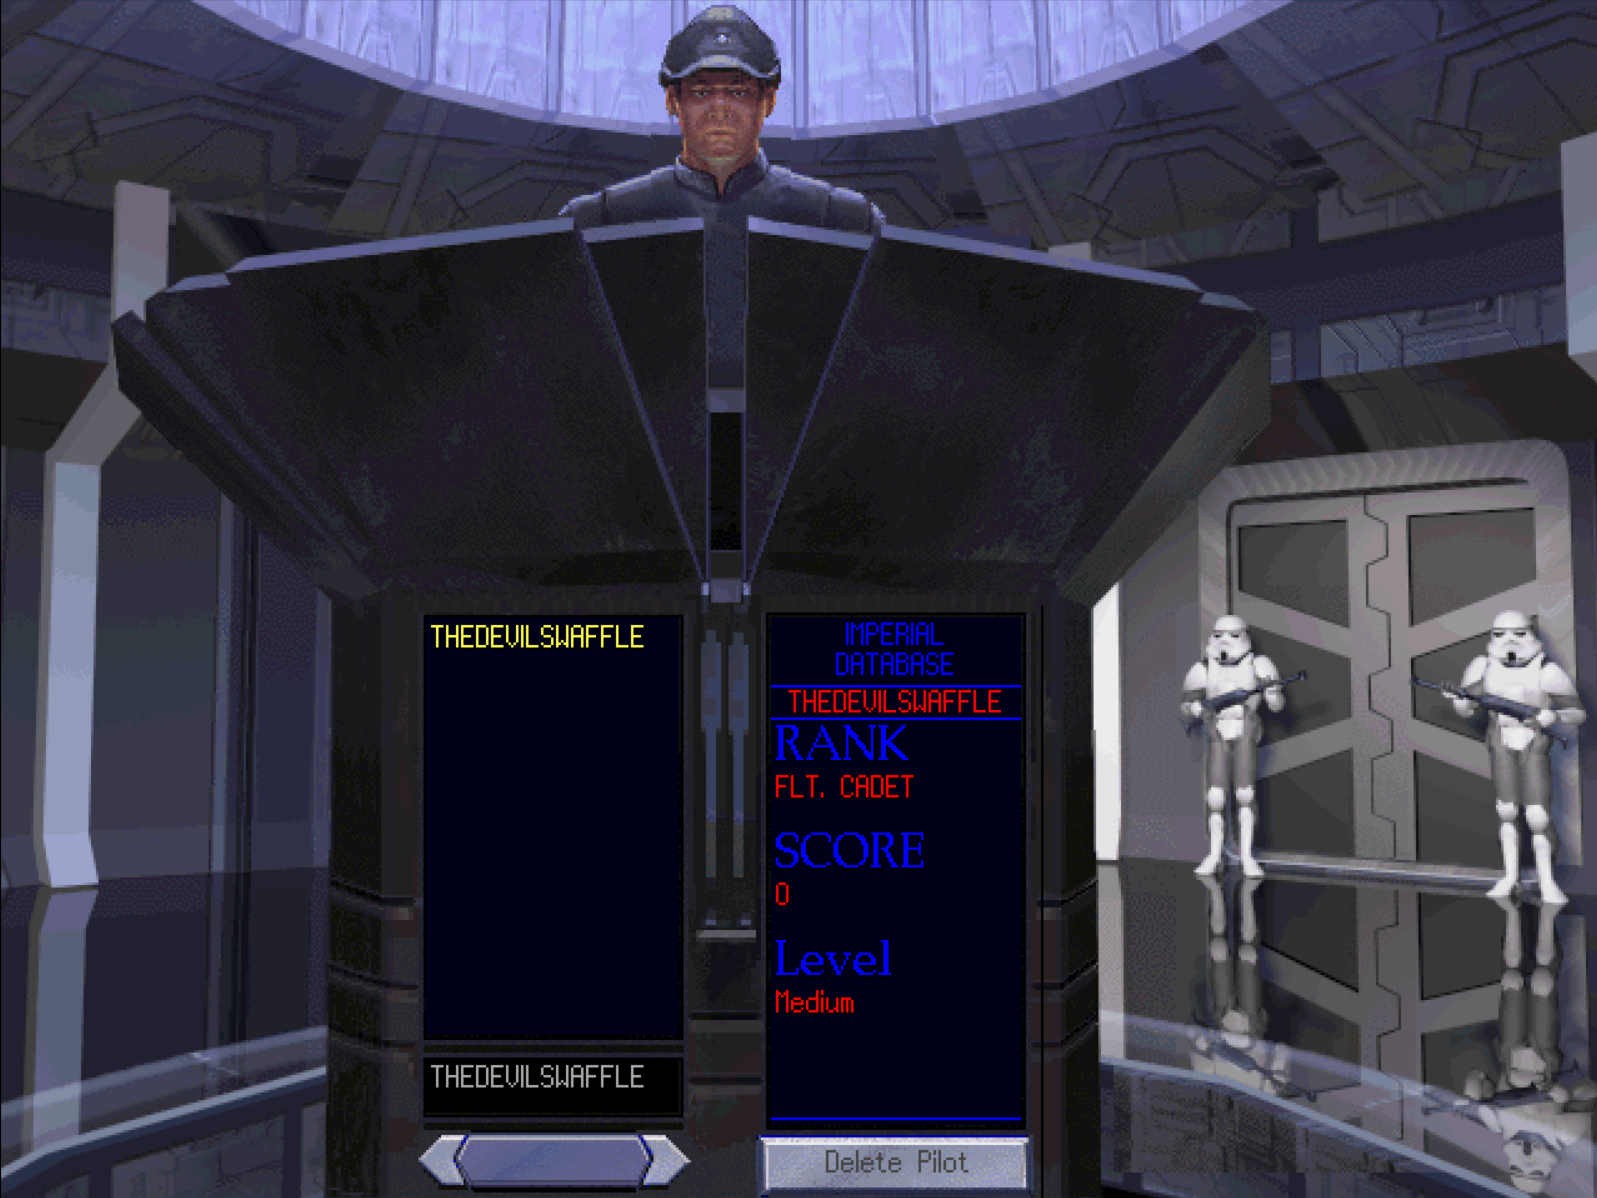 THEDEVILSWAFFLE
THEDEVILSWAFFLE
IMPERIAL
DATABASE
THEDEVILSWAFFLE
RANK
FLT. CADET
SCORE
0
Level
Medium
Delete Pilot